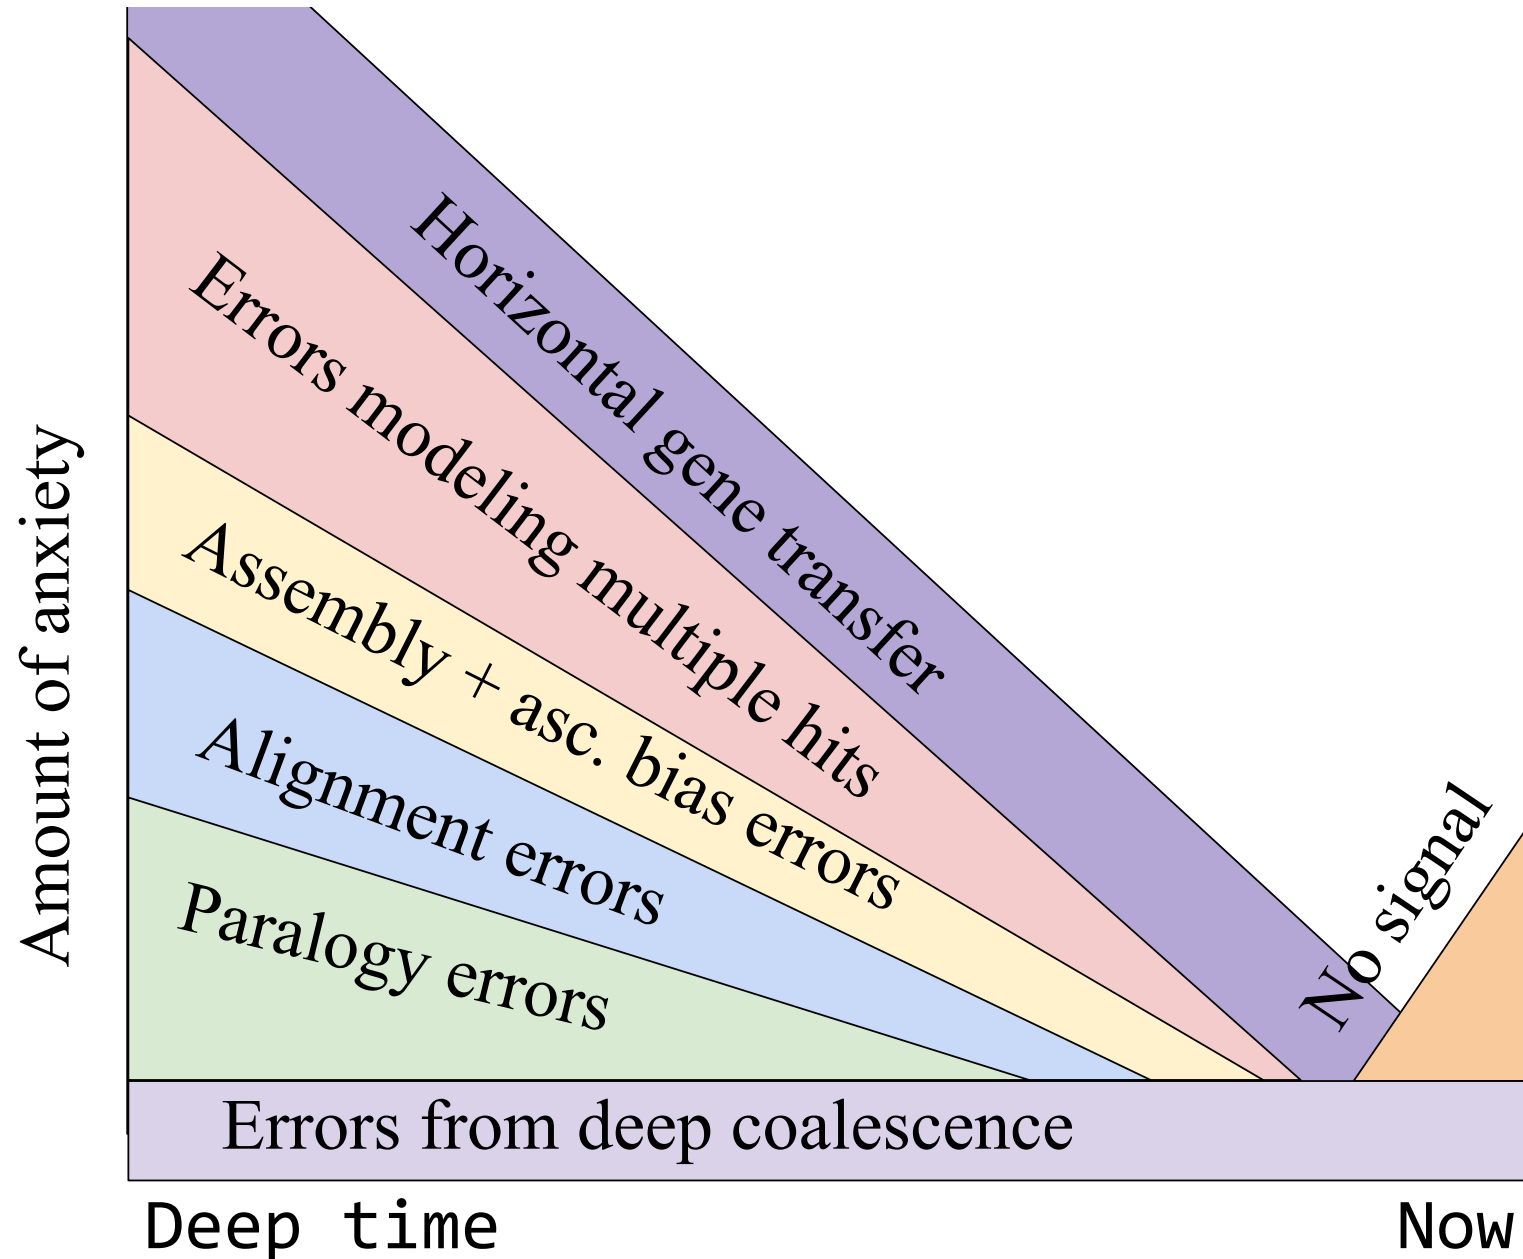 Amount of anxiety
Horizontal gene transfer
Errors modeling multiple hits
Assembly + asc. bias errors
Alignment errors
Paralogy errors
No signal
Errors from deep coalescence
Deep time
Now